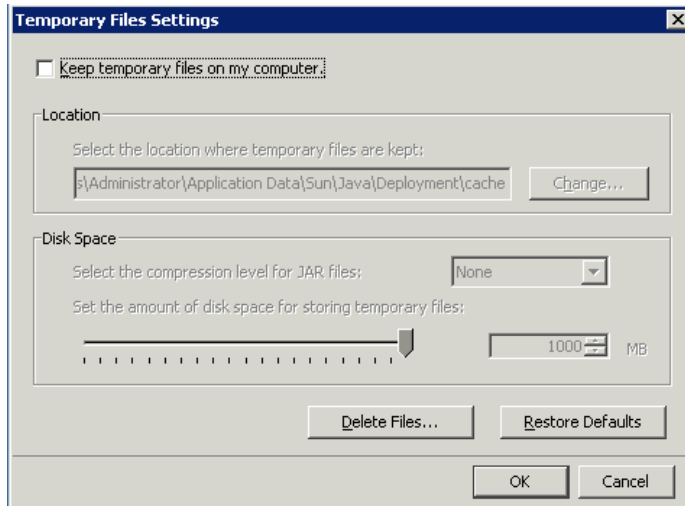 Temporary Files Settings
Keep temporary files on my computer.
Location
Select the location where temporary files are kept:
s\Administrator\Application Data\Sun\Java\Deployment\cache
Change...
Disk Space
Select the compression level for JAR files:
None
Set the amount of disk space for storing temporary files:
1000
MB
Delete Files...
Restore Defaults
OK
Cancel